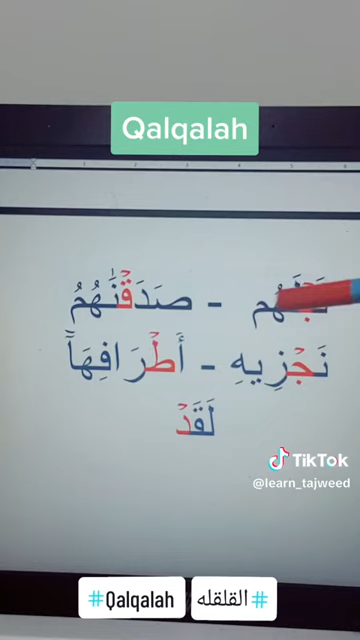 Qalqalah
- صَدَقْنَٰهُمُ
نَجْزِيهِ - أَطْرَافِهَاً
لَقَدْ
TikTok
@learn_tajweed
#Qalqalah #القلقله